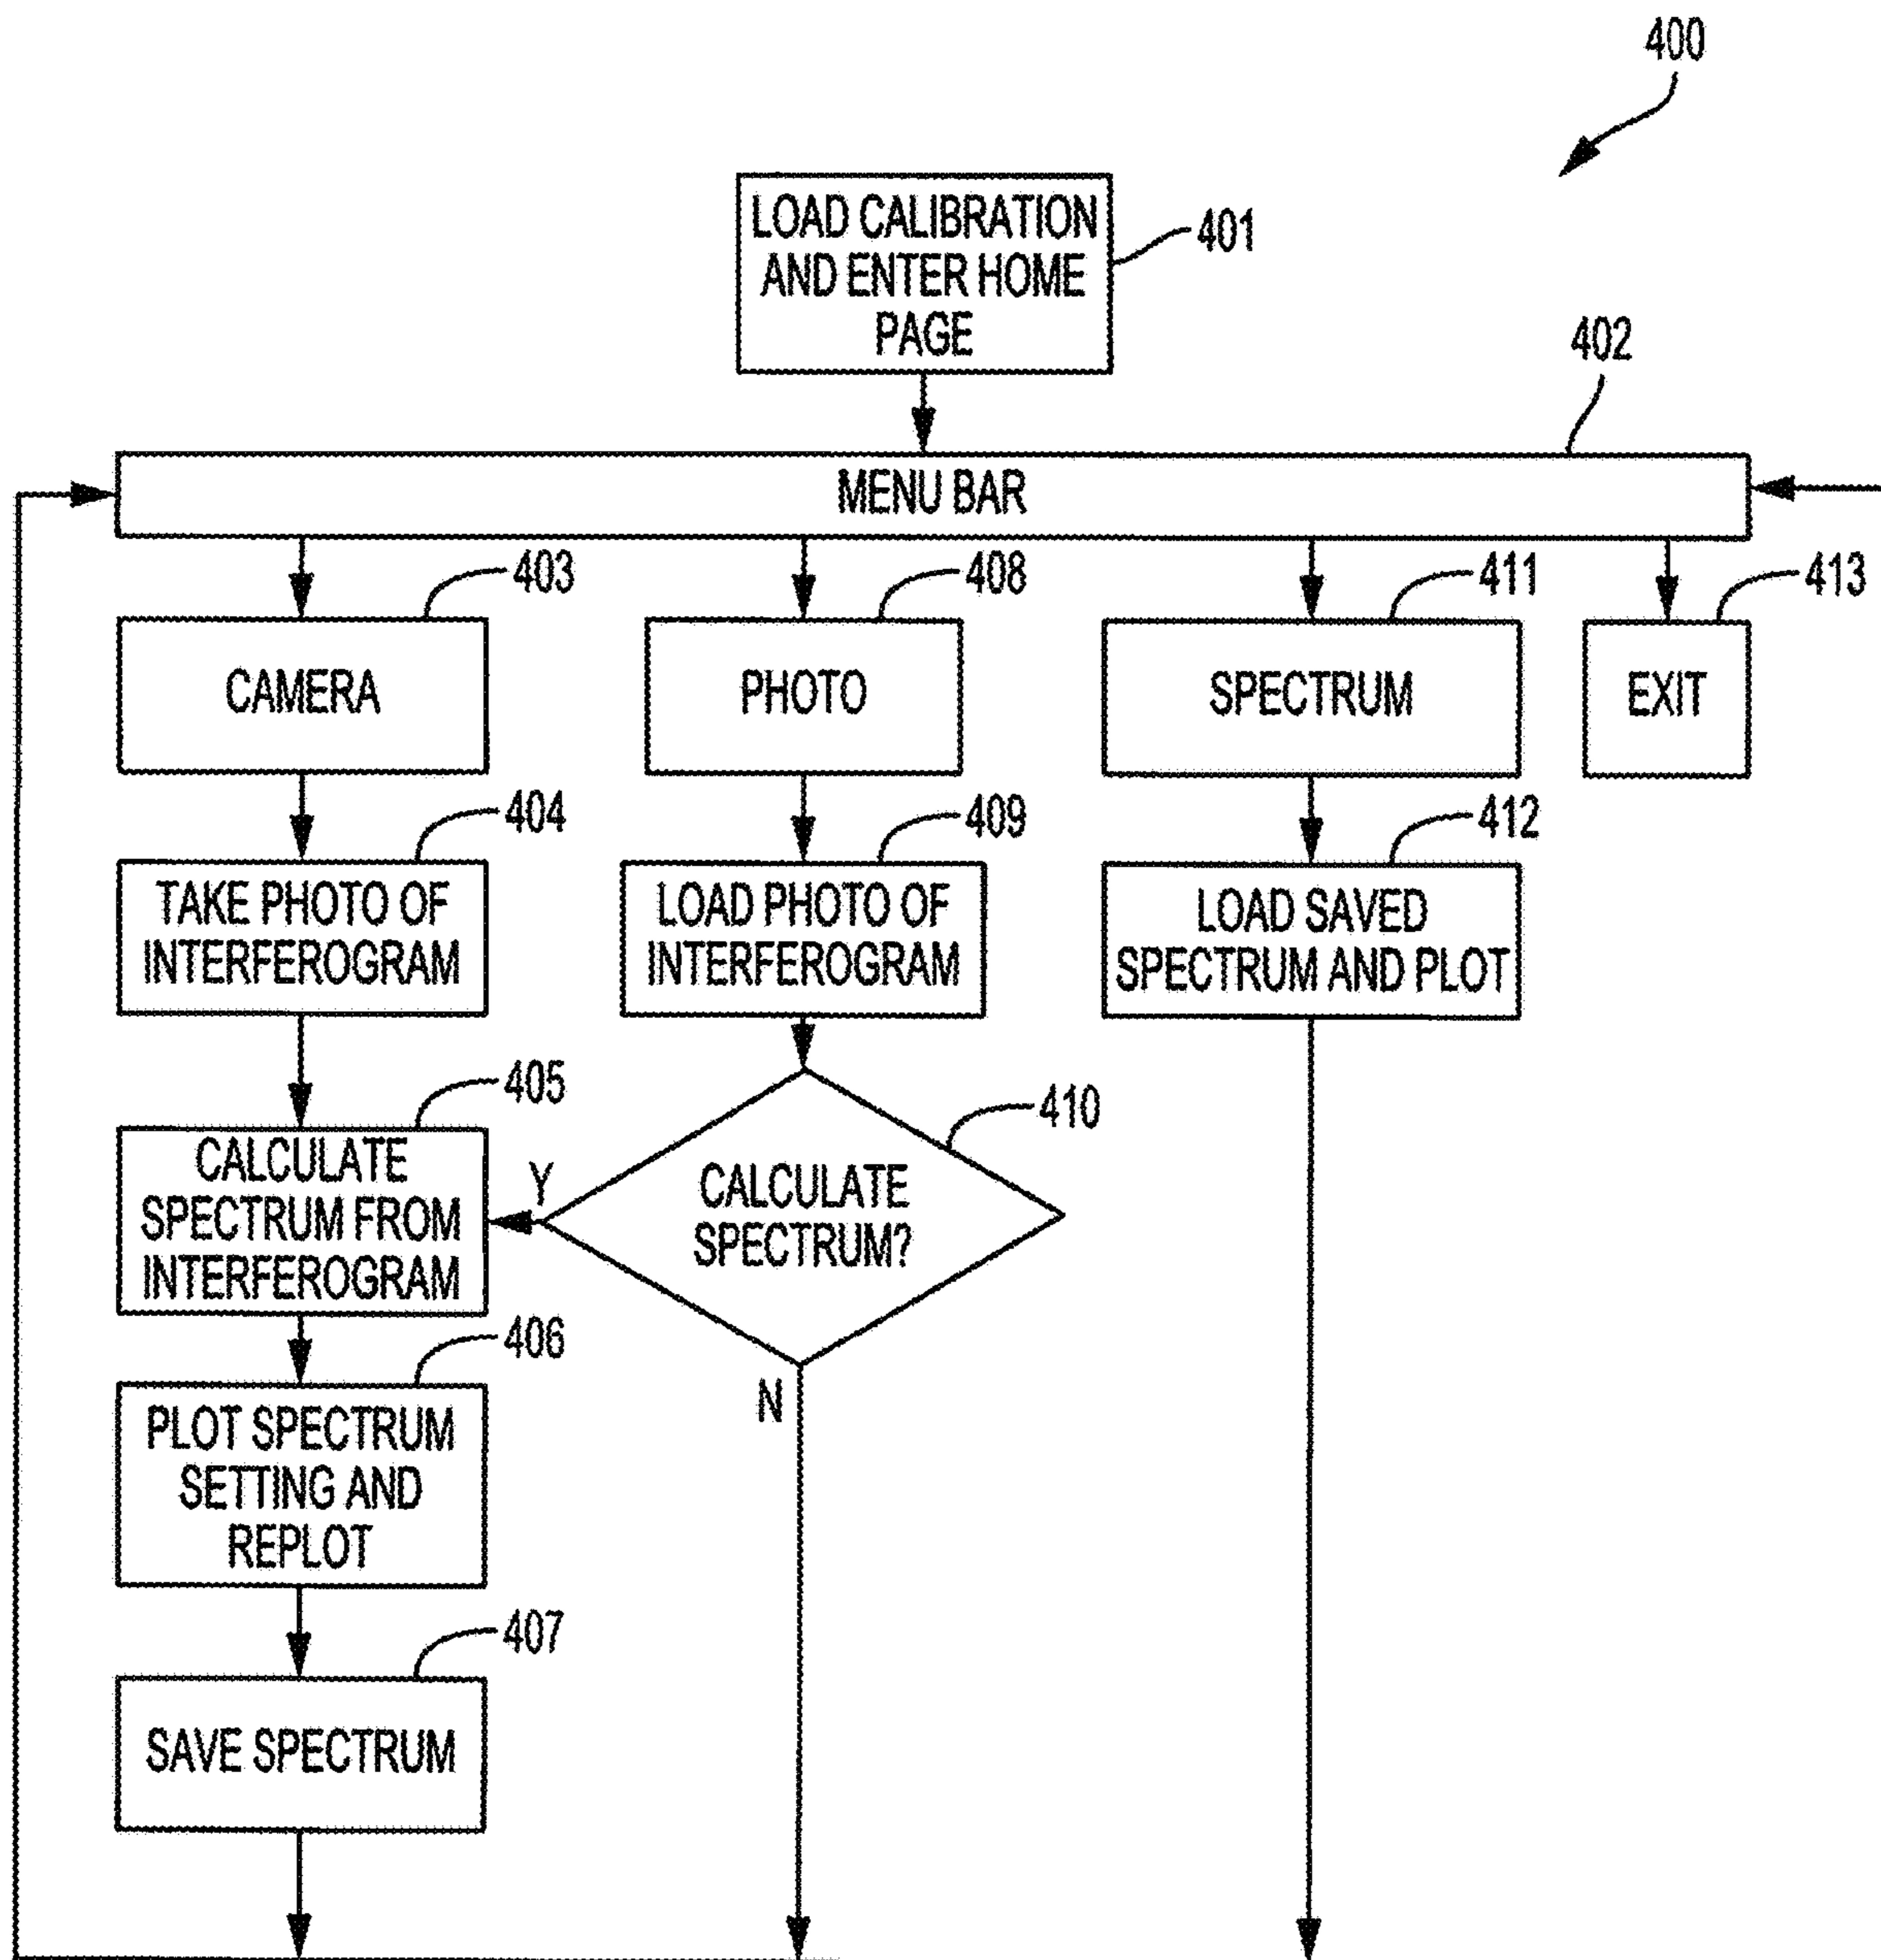 400
LOAD CALIBRATION
AND ENTER HOME
PAGE
401
402
MENU BAR
403
408
411
413
CAMERA
PHOTO
SPECTRUM
EXIT
404
409
412
TAKE PHOTO OF
INTERFEROGRAM
LOAD PHOTO OF
INTERFEROGRAM
LOAD SAVED
SPECTRUM AND PLOT
405
410
CALCULATE
SPECTRUM FROM
INTERFEROGRAM
Y
CALCULATE
SPECTRUM?
406
N
PLOT SPECTRUM
SETTING AND
REPLOT
407
SAVE SPECTRUM